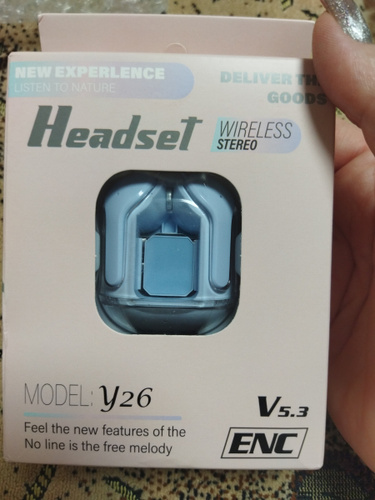 NEW EXPERLENCE
LISTEN TO NATURE
DELIVER THE
GOODS
Headset
WIRELESS
STEREO
MODEL: Y26
Feel the new features of the
No line is the free melody
V5.3
ENC